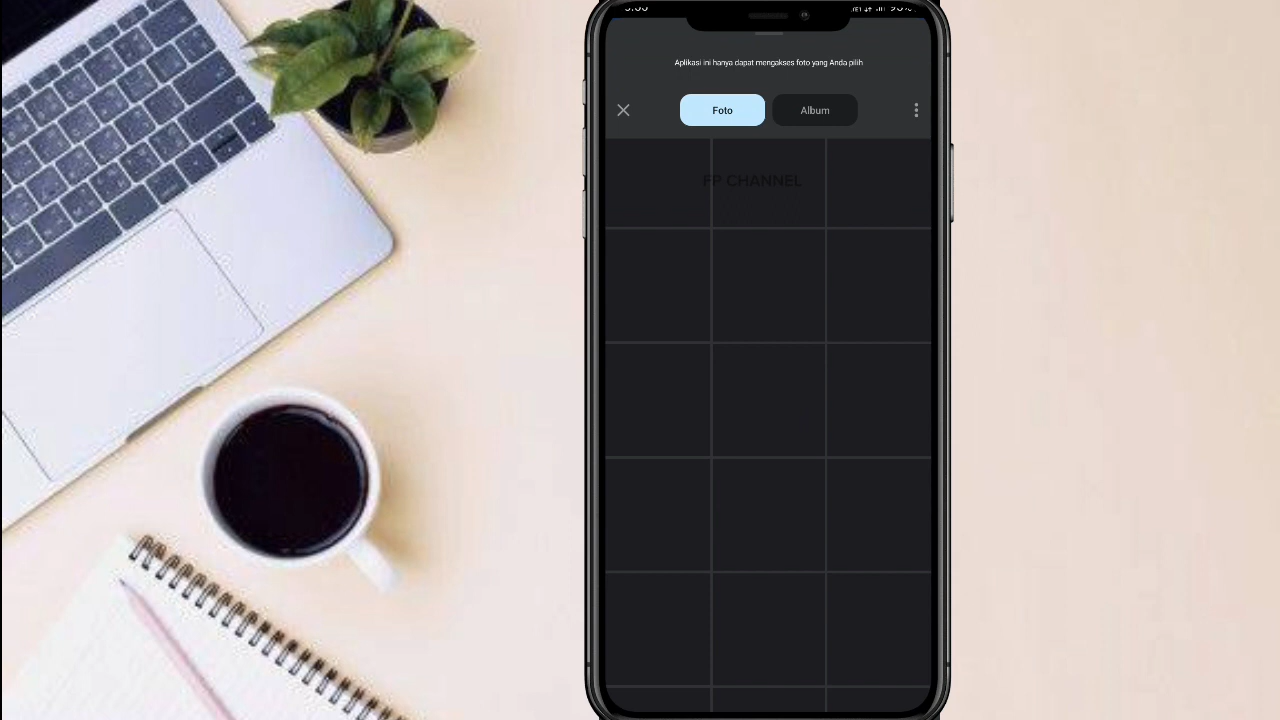 Aplikasi ini hanya dapat mengakses foto yang Anda pilih
Foto
Album
FP CHANNEL